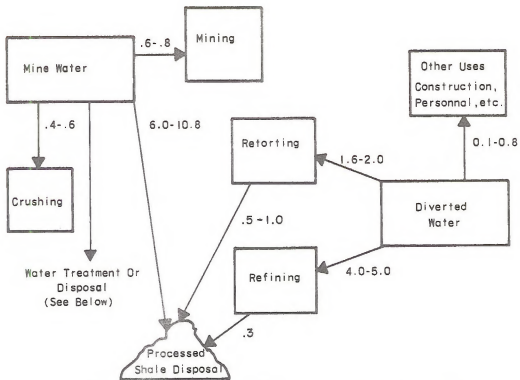 .6-.8
Mining
Mine Water
Other Uses
Construction,
Personnal, etc.
.4-.6
6.0-10.8
Retorting
0.1-0.8
1.6-2.0
Crushing
Diverted
Water
.5-1.0
Water Treatment Or
Disposal
(See Below)
Refining
4.0-5.0
.3
Processed
Shale Disposal